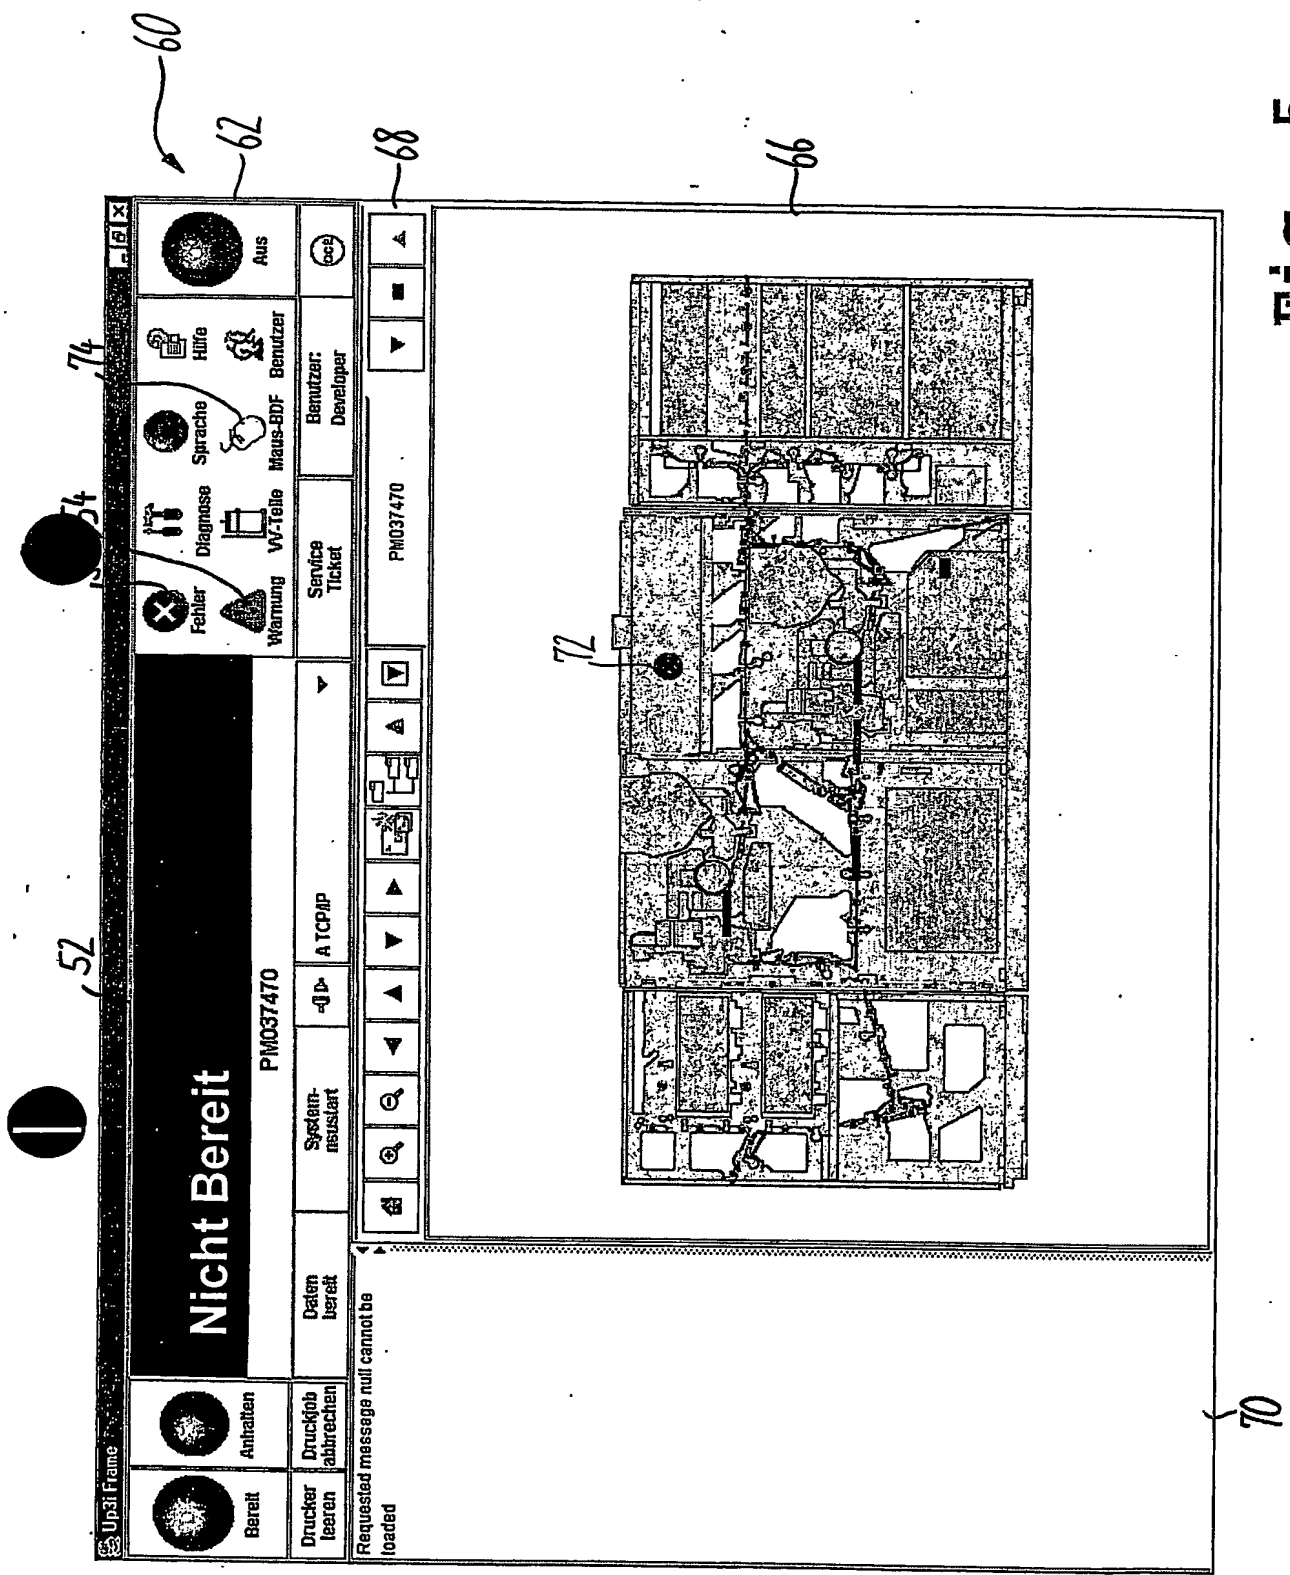 60
52
Up3i Frame
62
Bereit
Anhalten
Nicht Bereit
PM037470
Fehler
Diagnose
Sprache
Hilfe
Warnung
VV-Teile
Maus-BDF
Benutzer
Aus
54
74
Drucker
leeren
Druckjob
abbrechen
Daten
bereit
System-
neustart
A TCP/IP
Service
Ticket
Benutzer:
Developer
océ
PM037470
68
Requested message null cannot be
loaded
66
72
70